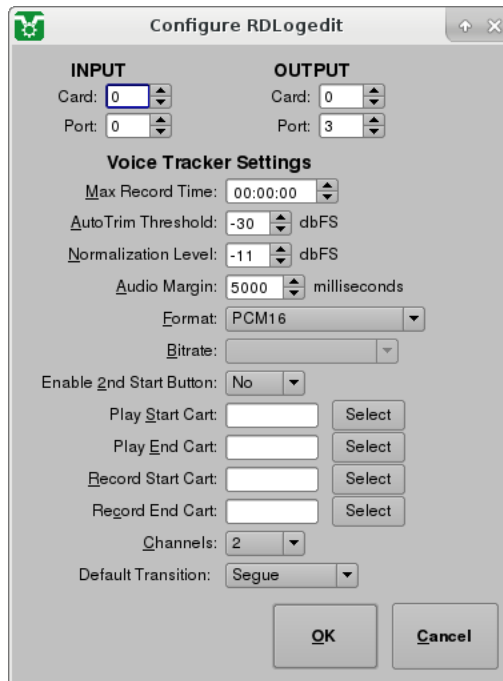 Configure RDLogedit
INPUT OUTPUT
Card: 0 Card: 0
Port: 0 Port: 3
Voice Tracker Settings
Max Record Time: 00:00:00
AutoTrim Threshold: -30 dbFS
Normalization Level: -11 dbFS
Audio Margin: 5000 milliseconds
Format: PCM16
Bitrate:
Enable 2nd Start Button: No
Play Start Cart: Select
Play End Cart: Select
Record Start Cart: Select
Record End Cart: Select
Channels: 2
Default Transition: Segue
OK Cancel